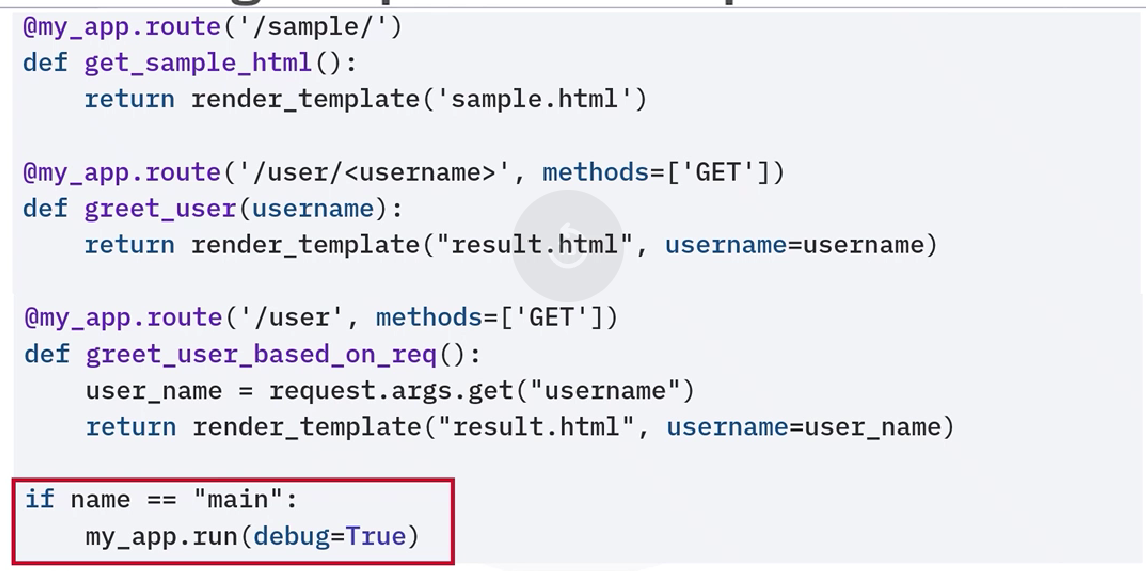 @my_app.route('/sample/')
def get_sample_html():
    return render_template('sample.html')

@my_app.route('/user/<username>', methods=['GET'])
def greet_user(username):
    return render_template("result.html", username=username)

@my_app.route('/user', methods=['GET'])
def greet_user_based_on_req():
    user_name = request.args.get("username")
    return render_template("result.html", username=user_name)

if name == "main":
    my_app.run(debug=True)